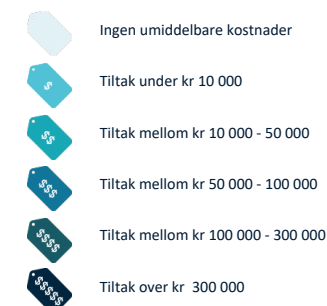 Ingen umiddelbare kostnader
$ Tiltak under kr 10 000
$$ Tiltak mellom kr 10 000 - 50 000
$$$ Tiltak mellom kr 50 000 - 100 000
$$$$ Tiltak mellom kr 100 000 - 300 000
$$$$$ Tiltak over kr 300 000